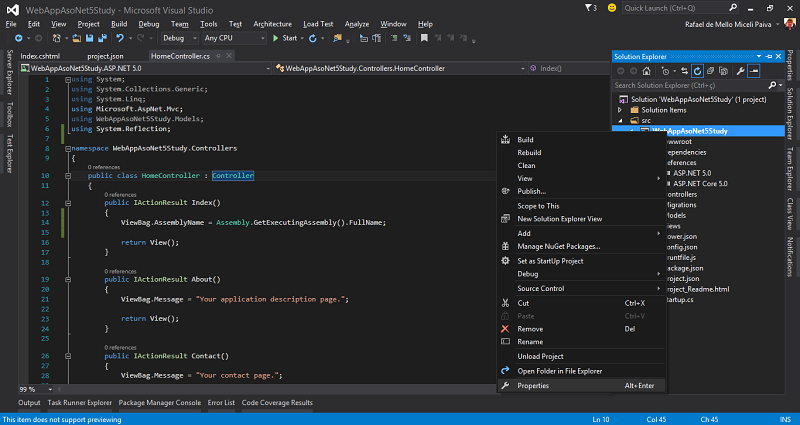 WebAppAsoNet5Study - Microsoft Visual Studio
3
Quick Launch (Ctrl+Q)
File Edit View Project Build Debug Team Tools Test Architecture Load Test Analyze Window Help
Rafael de Mello Miceli Paiva
Debug Any CPU Start
Index.cshtml project.json HomeController.cs
WebAppAsoNet5Study.ASP.NET 5.0 WebAppAsoNet5Study.Controllers.HomeController Index()
1 using System;
2 using System.Collections.Generic;
3 using System.Linq;
4 using Microsoft.AspNet.Mvc;
5 using WebAppAsoNet5Study.Models;
6 using System.Reflection;
7
8 namespace WebAppAsoNet5Study.Controllers
9 {
0 references
10 public class HomeController : Controller
11 {
0 references
12 public IActionResult Index()
13 {
14 ViewBag.AssemblyName = Assembly.GetExecutingAssembly().FullName;
15
16 return View();
17 }
18
0 references
19 public IActionResult About()
20 {
21 ViewBag.Message = "Your application description page.";
22
23 return View();
24 }
25
0 references
26 public IActionResult Contact()
27 {
28 ViewBag.Message = "Your contact page.";
99 %
Server Explorer
Toolbox
Test Explorer
Build
Rebuild
Clean
View
Publish...
Scope to This
New Solution Explorer View
Add
Manage NuGet Packages...
Set as StartUp Project
Debug
Source Control
Cut Ctrl+X
Paste Ctrl+V
Remove Del
Rename
Unload Project
Open Folder in File Explorer
Properties Alt+Enter
Solution Explorer
Search Solution Explorer (Ctrl+ç)
Solution 'WebAppAsoNet5Study' (1 project)
Solution Items
src
WebAppAsoNet5Study
wwroot
ependencies
eferences
ASP.NET 5.0
ASP.NET Core 5.0
ontrollers
Migrations
Models
iews
ower.json
onfig.json
runtfile.js
ackage.json
roject.json
roject_Readme.html
tartup.cs
Properties
Solution Explorer
Team Explorer
Class View
Notifications
Output Task Runner Explorer Package Manager Console Error List Code Coverage Results
This item does not support previewing Ln 10 Col 45 Ch 45 INS